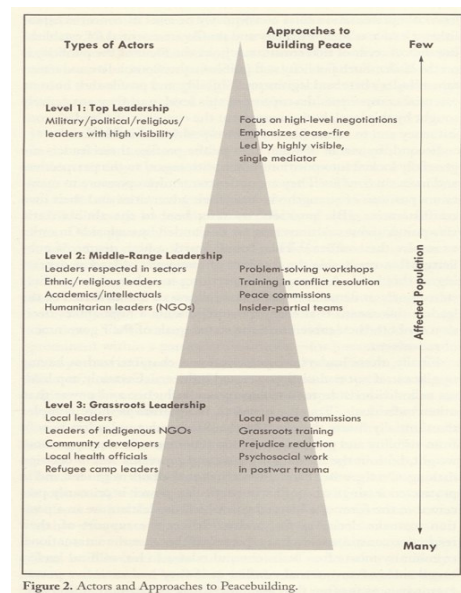 Types of Actors
Approaches to
Building Peace
Few
Level 1: Top Leadership
Military/political/religious/
leaders with high visibility
Focus on high-level negotiations
Emphasizes cease-fire
Led by highly visible,
single mediator
Level 2: Middle-Range Leadership
Leaders respected in sectors
Ethnic/religious leaders
Academics/intellectuals
Humanitarian leaders (NGOs)
Problem-solving workshops
Training in conflict resolution
Peace commissions
Insider-partial teams
Affected Population
Level 3: Grassroots Leadership
Local leaders
Leaders of indigenous NGOs
Community developers
Local health officials
Refugee camp leaders
Local peace commissions
Grassroots training
Prejudice reduction
Psychosocial work
in postwar trauma
Many
Figure 2. Actors and Approaches to Peacebuilding.